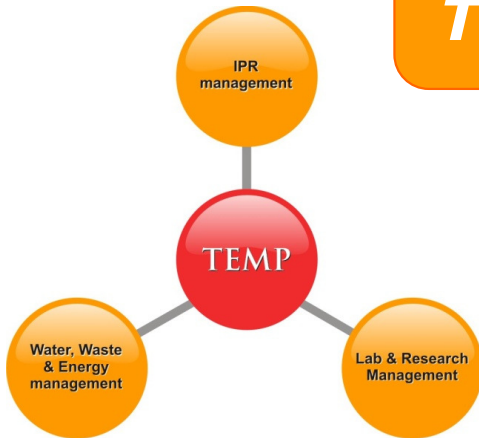 IPR
management
TEMP
Water, Waste
& Energy
management
Lab & Research
Management